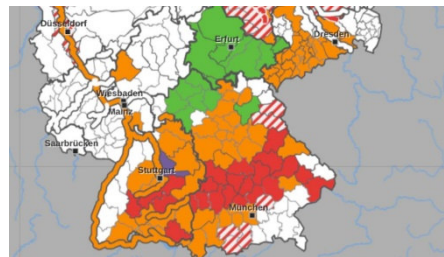 Düsseldorf
Erfurt
Dresden
Wiesbaden
Mainz
Saarbrücken
Stuttgart
München